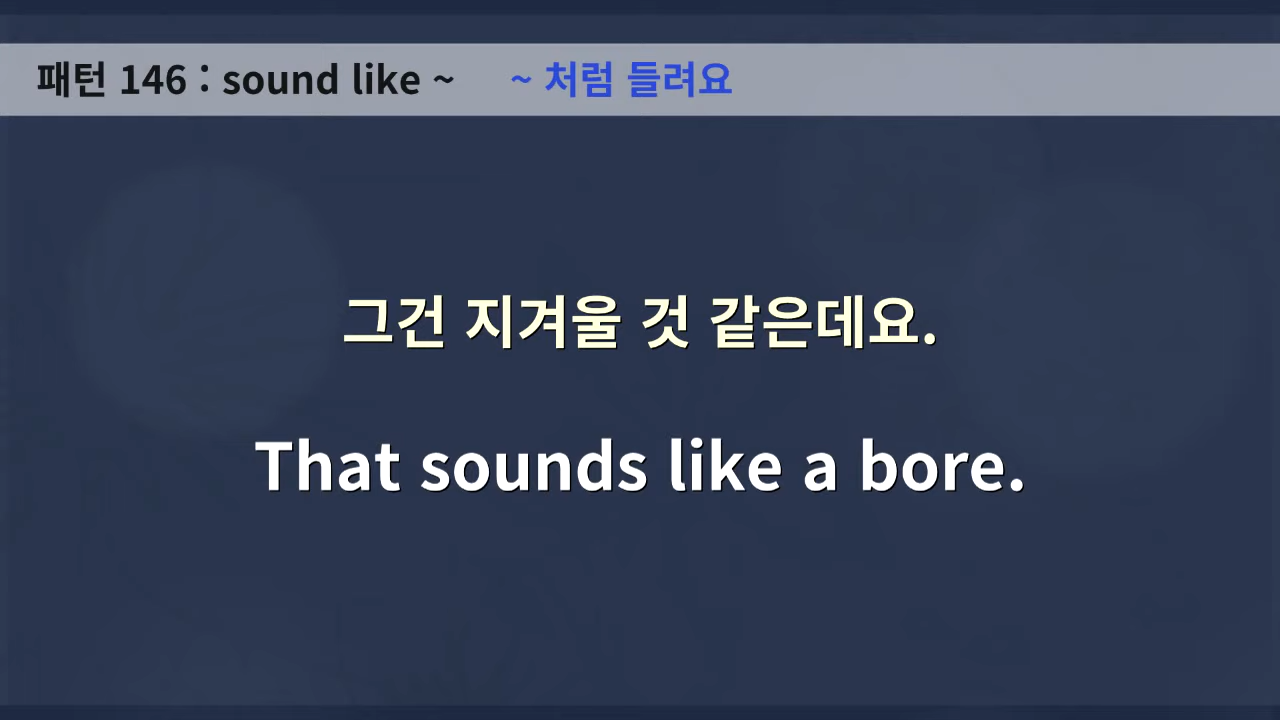 패턴 146 : sound like ~ ~ 처럼 들려요
그건 지겨울 것 같은데요.
That sounds like a bore.